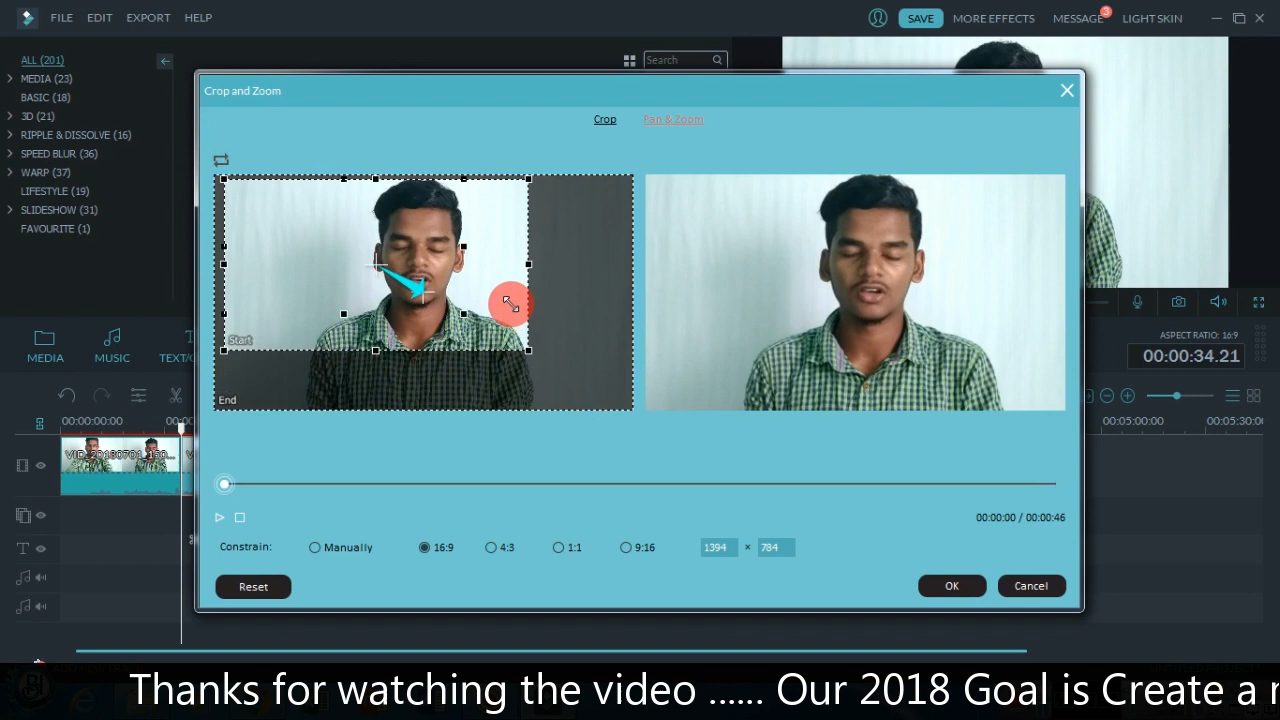 FILE EDIT EXPORT HELP
SAVE MORE EFFECTS MESSAGE 3 LIGHT SKIN
ALL (201)
MEDIA (23)
BASIC (18)
3D (21)
RIPPLE & DISSOLVE (16)
SPEED BLUR (36)
WARP (37)
LIFESTYLE (19)
SLIDESHOW (31)
FAVOURITE (1)
Search
Crop and Zoom
Crop Pan & Zoom
Start
End
00:00:00 / 00:00:46
Constrain: Manually 16:9 4:3 1:1 9:16 1394 × 784
Reset OK Cancel
MEDIA MUSIC TEXT/
ASPECT RATIO: 16:9
00:00:34.21
00:00:00:00 00:05:00:00 00:05:30:00
Thanks for watching the video ...... Our 2018 Goal is Create a